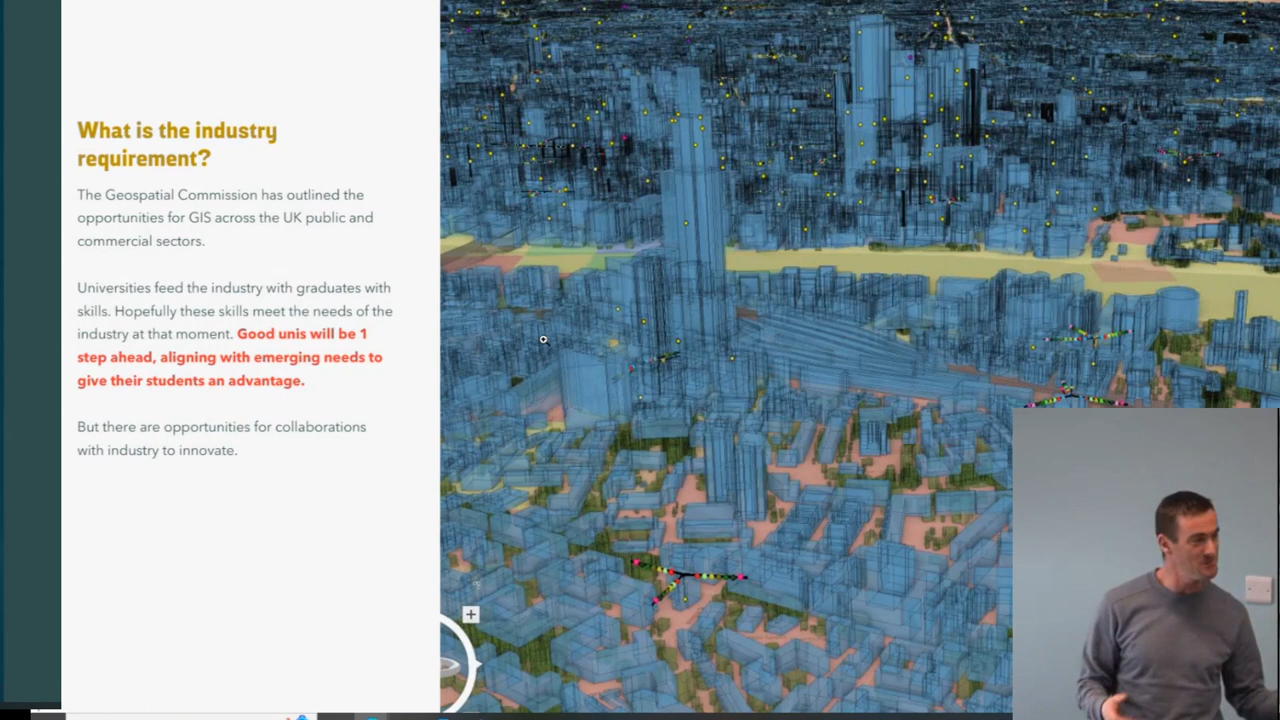 What is the industry
requirement?
The Geospatial Commission has outlined the
opportunities for GIS across the UK public and
commercial sectors.
Universities feed the industry with graduates with
skills. Hopefully these skills meet the needs of the
industry at that moment. Good unis will be 1
step ahead, aligning with emerging needs to
give their students an advantage.
But there are opportunities for collaborations
with industry to innovate.